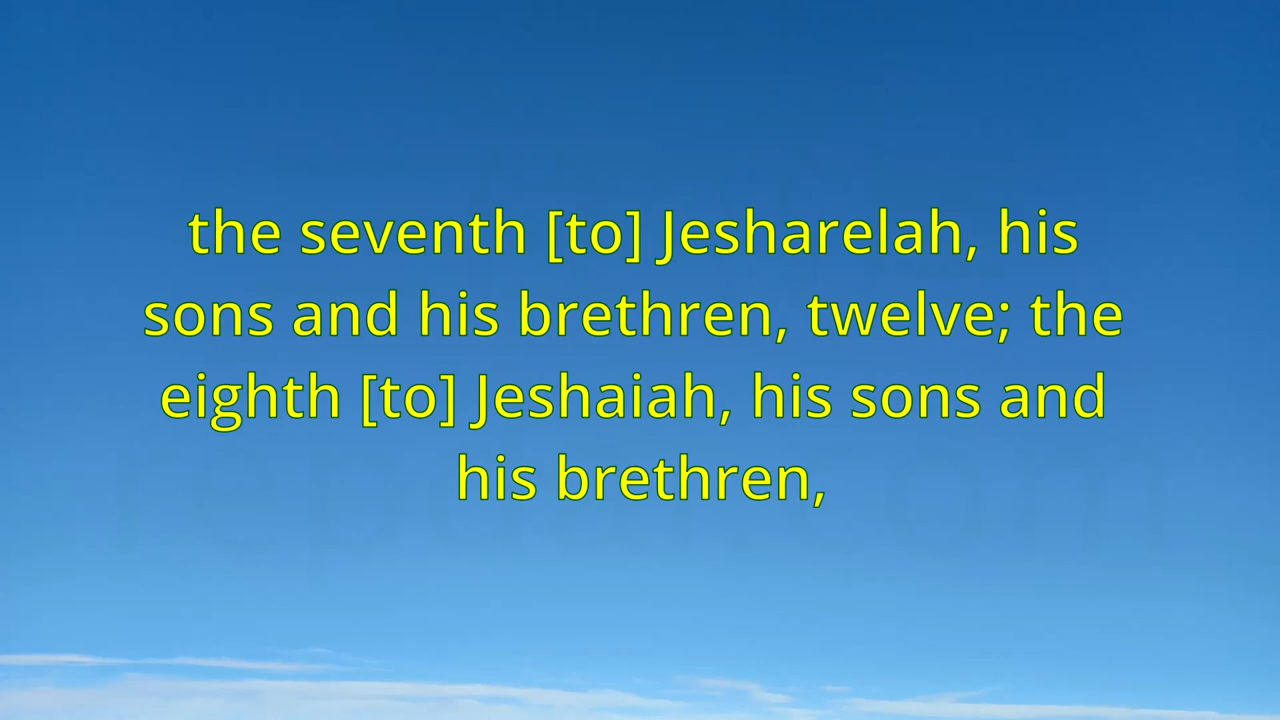 the seventh [to] Jesharelah, his
sons and his brethren, twelve; the
eighth [to] Jeshaiah, his sons and
his brethren,